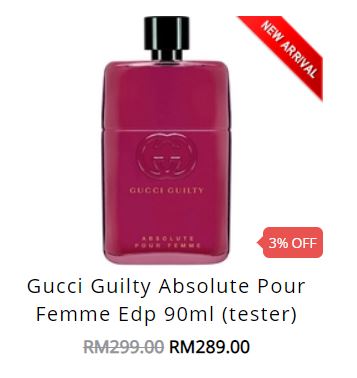 NEW ARRIVAL
GUCCI GUILTY
ABSOLUTE
POUR FEMME
3% OFF
Gucci Guilty Absolute Pour
Femme Edp 90ml (tester)
RM299.00 RM289.00